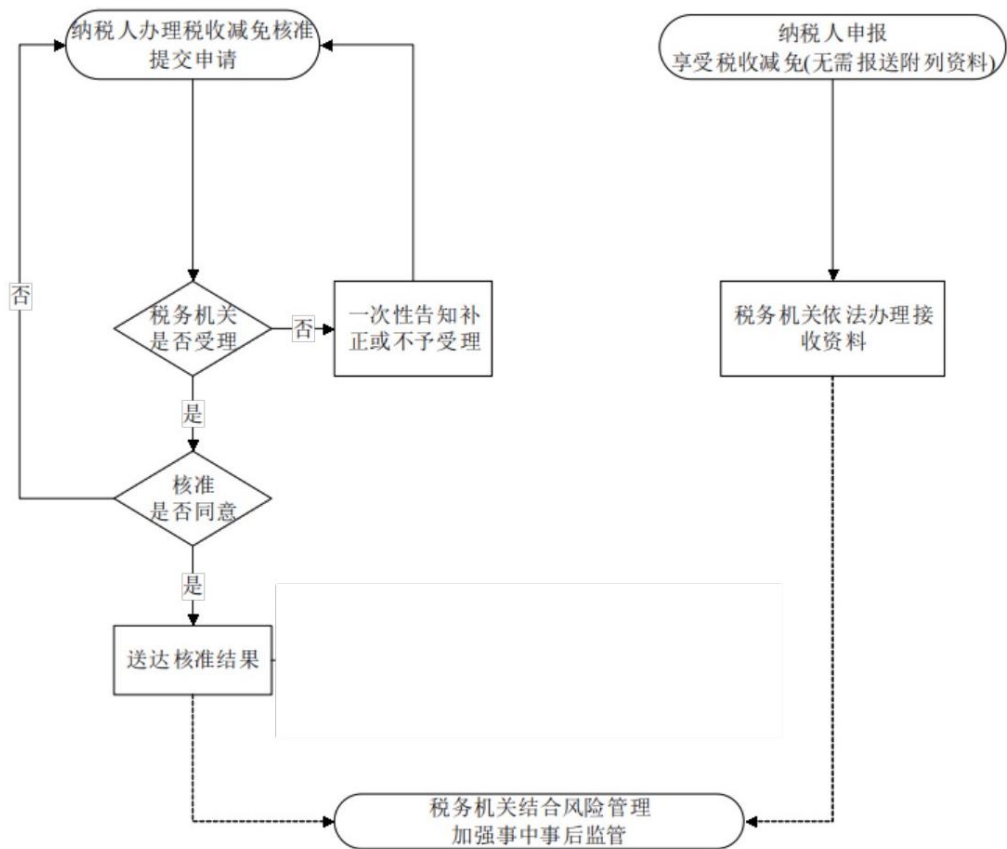 纳税人办理税收减免核准
提交申请
纳税人申报
享受税收减免(无需报送附列资料)
否
税务机关
是否受理
否
一次性告知补
正或不予受理
税务机关依法办理接
收资料
是
核准
是否同意
是
送达核准结果
税务机关结合风险管理
加强事中事后监管